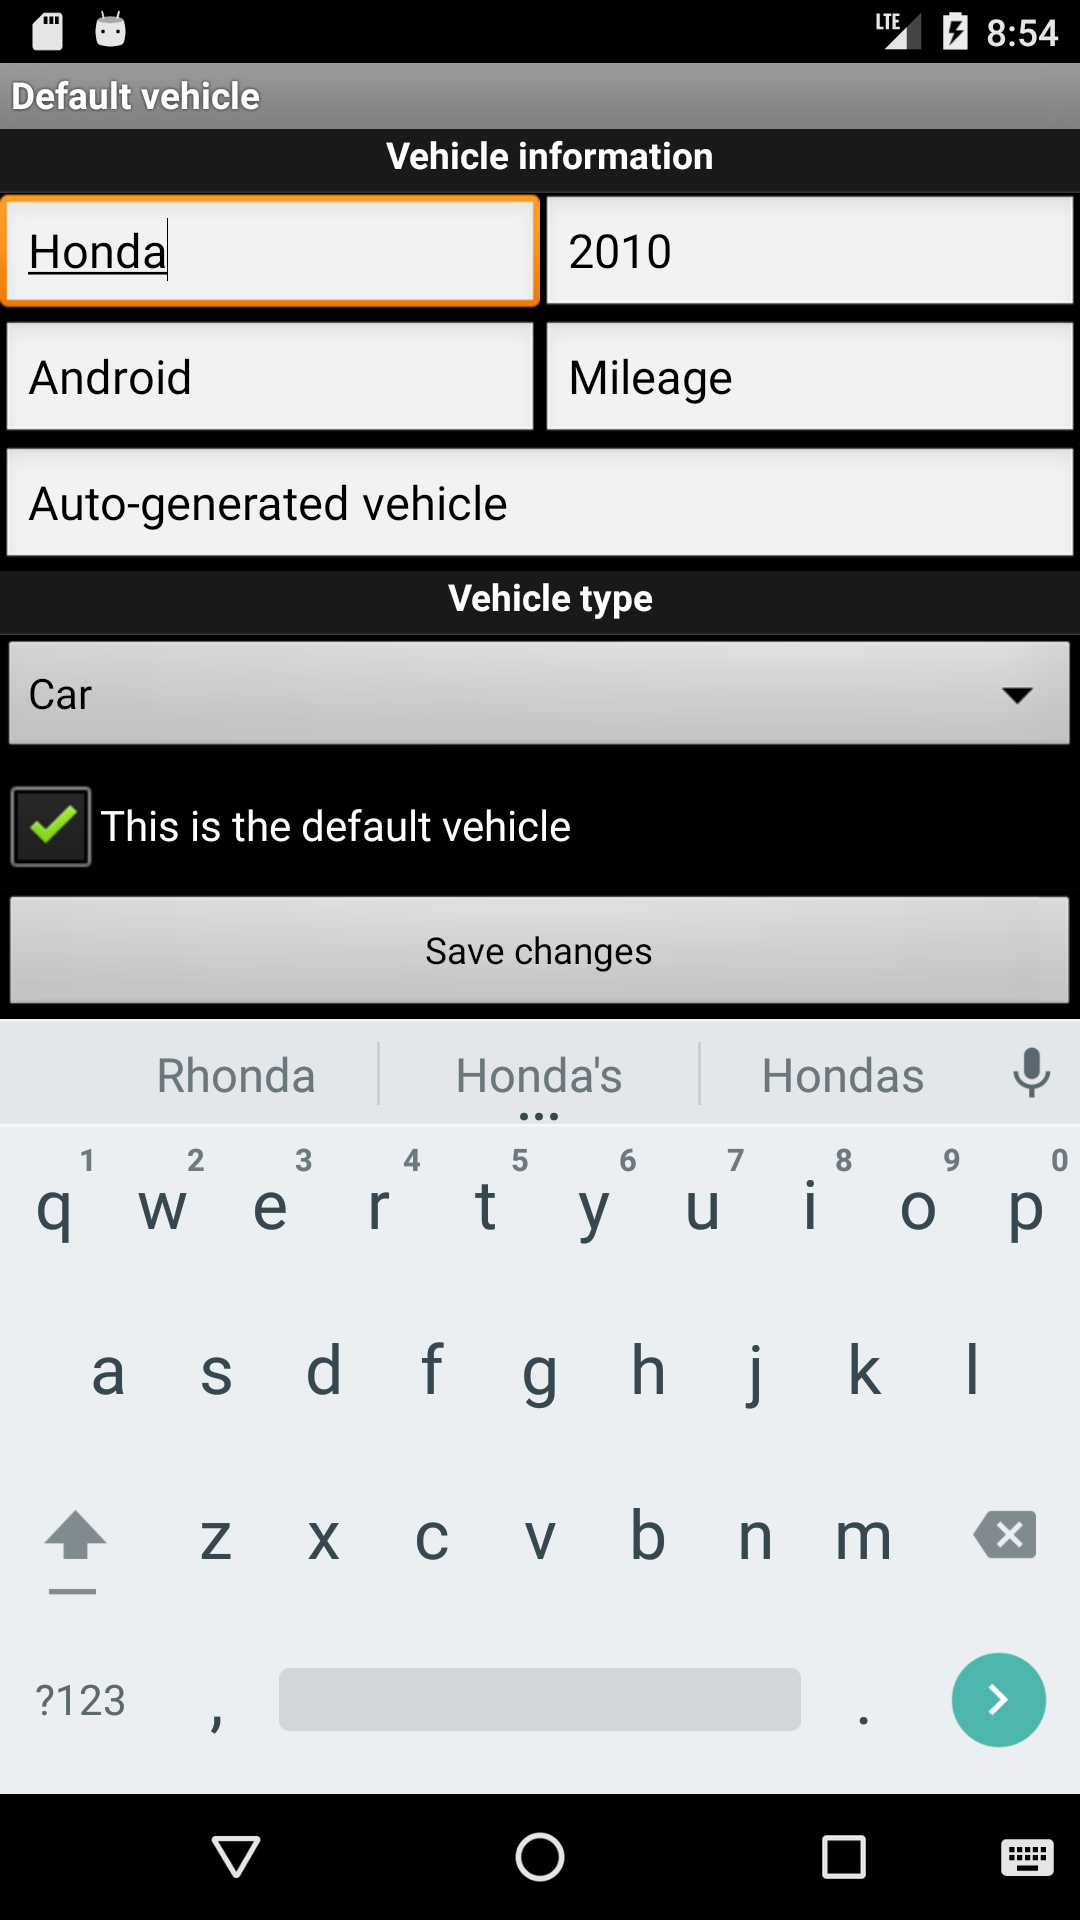 LTE 8:54
Default vehicle
Vehicle information
Honda 2010
Android Mileage
Auto-generated vehicle
Vehicle type
Car
This is the default vehicle
Save changes
Rhonda Honda's Hondas
1 2 3 4 5 6 7 8 9 0
q w e r t y u i o p
a s d f g h j k l
z x c v b n m
?123 , .